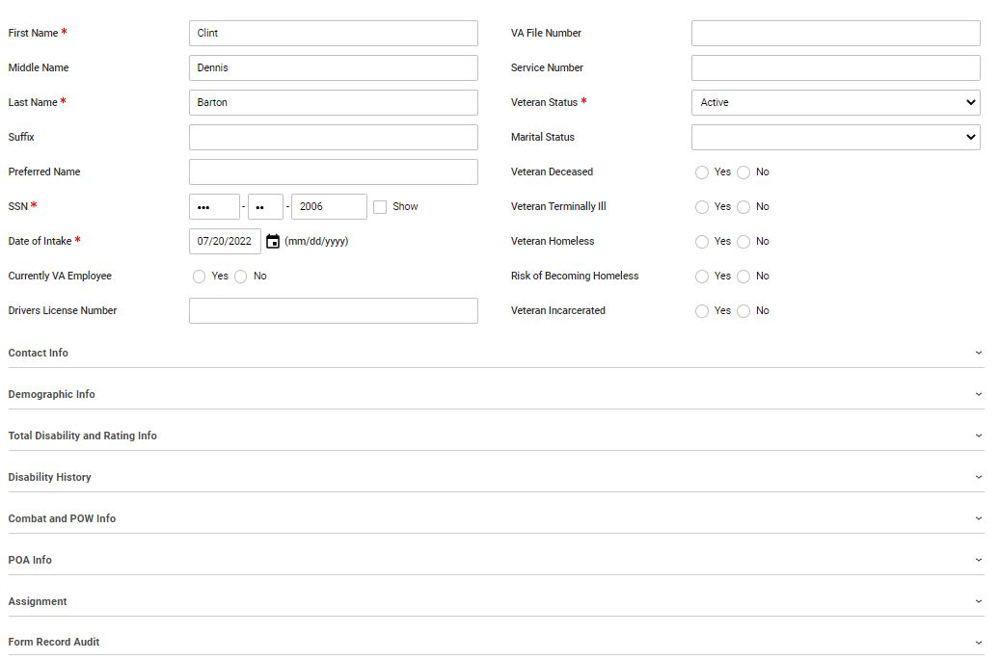 First Name *
Clint
VA File Number
Middle Name
Dennis
Service Number
Last Name *
Barton
Veteran Status *
Active
Suffix
Marital Status
Preferred Name
Veteran Deceased
Yes
No
SSN *
••• - •• - 2006
Show
Veteran Terminally Ill
Yes
No
Date of Intake *
07/20/2022
(mm/dd/yyyy)
Veteran Homeless
Yes
No
Currently VA Employee
Yes
No
Risk of Becoming Homeless
Yes
No
Drivers License Number
Veteran Incarcerated
Yes
No
Contact Info
Demographic Info
Total Disability and Rating Info
Disability History
Combat and POW Info
POA Info
Assignment
Form Record Audit